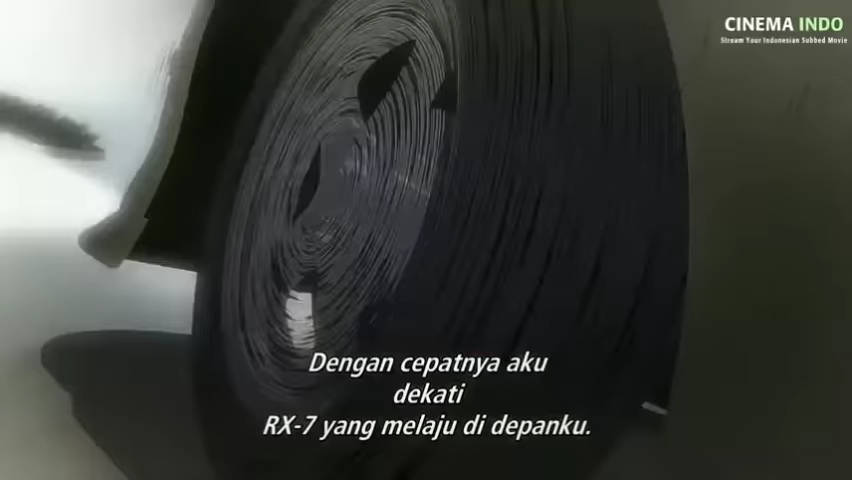 CINEMA INDO
Stream Your Indonesian Subbed Movie
Dengan cepatnya aku
dekati
RX-7 yang melaju di depanku.